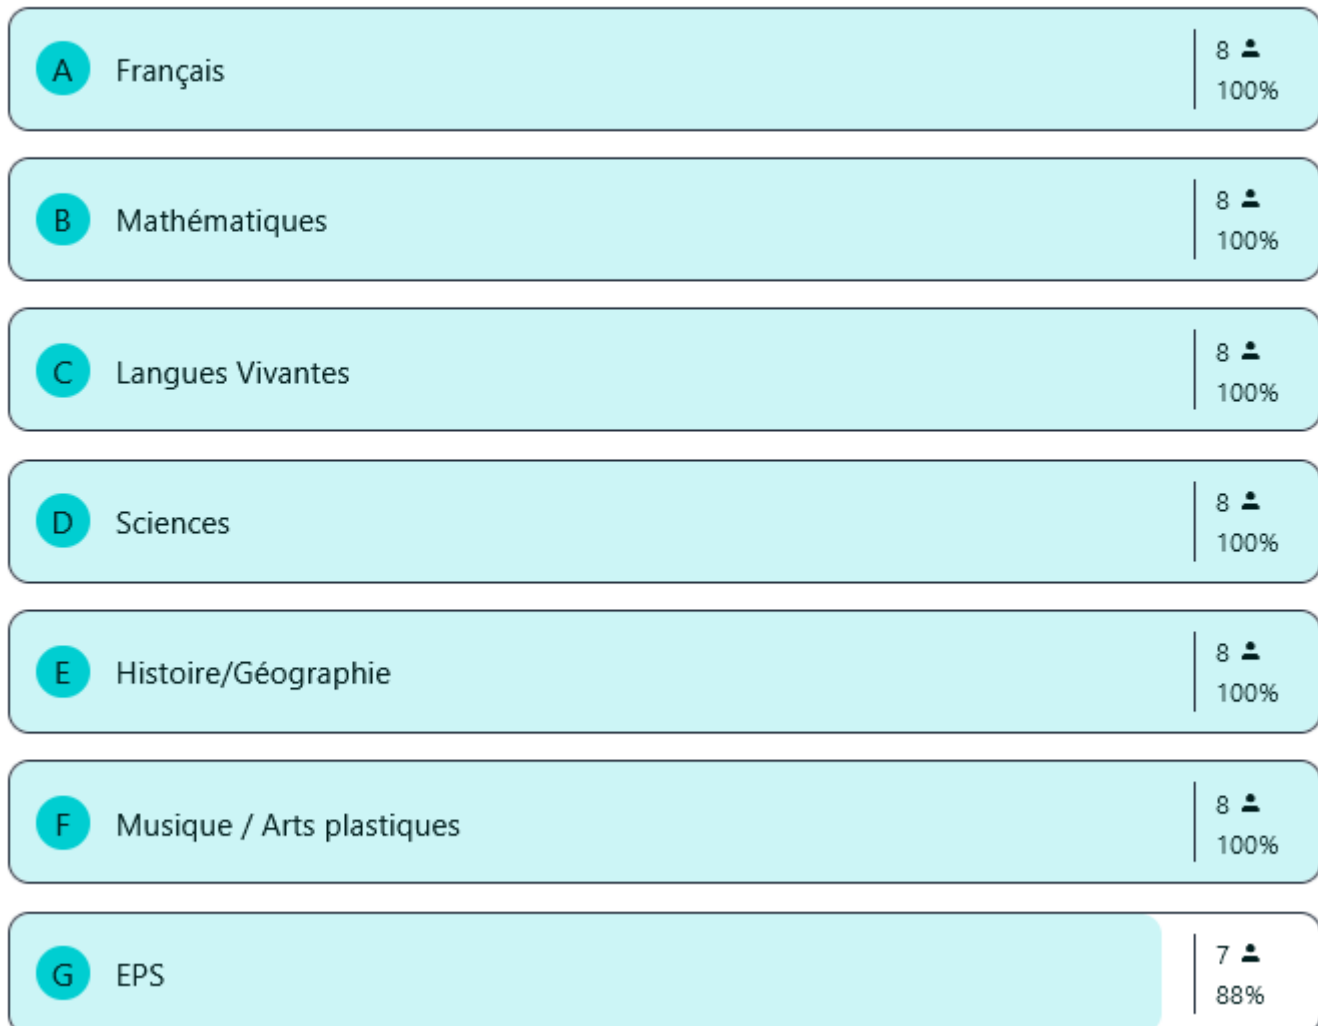 A Français 8
100%
B Mathématiques 8
100%
C Langues Vivantes 8
100%
D Sciences 8
100%
E Histoire/Géographie 8
100%
F Musique / Arts plastiques 8
100%
G EPS 7
88%